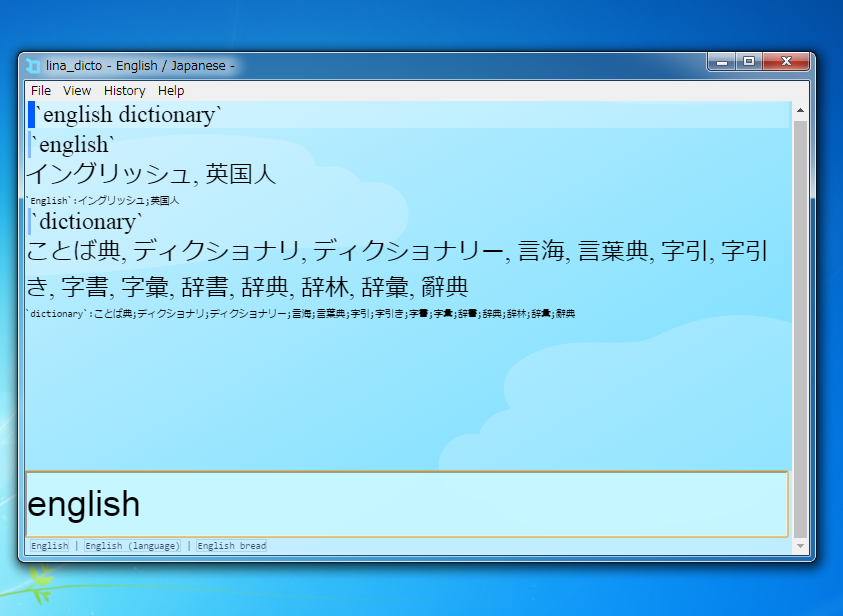 lina_dicto - English / Japanese -
File View History Help
`english dictionary`
`english`
イングリッシュ, 英国人
`English`:イングリッシュ;英国人
`dictionary`
ことば典, ディクショナリ, ディクショナリー, 言海, 言葉典, 字引, 字引
き, 字書, 字彙, 辞書, 辞典, 辞林, 辞彙, 辭典
`dictionary`:ことば典;ディクショナリ;ディクショナリー;言海;言葉典;字引;字引き;字書;字彙;辞書;辞典;辞林;辞彙;辭典
english
English | English (language) | English bread